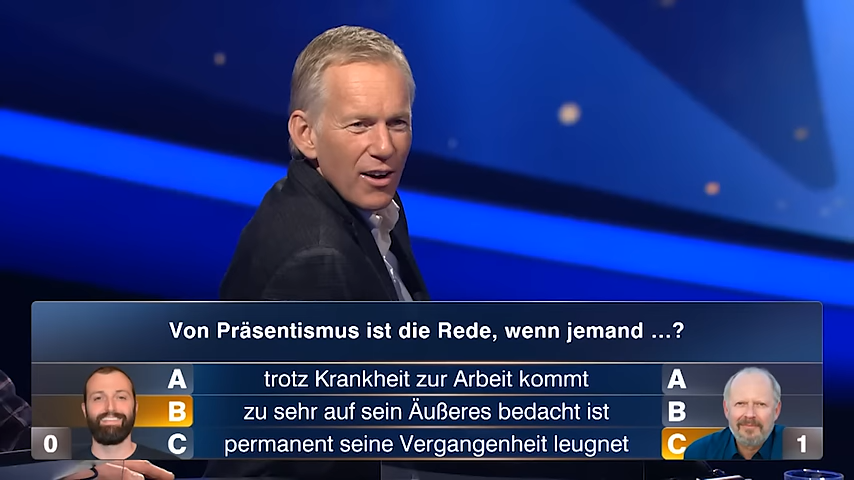 Von Präsentismus ist die Rede, wenn jemand ...?
A trotz Krankheit zur Arbeit kommt A
B zu sehr auf sein Äußeres bedacht ist B
0 C permanent seine Vergangenheit leugnet C 1